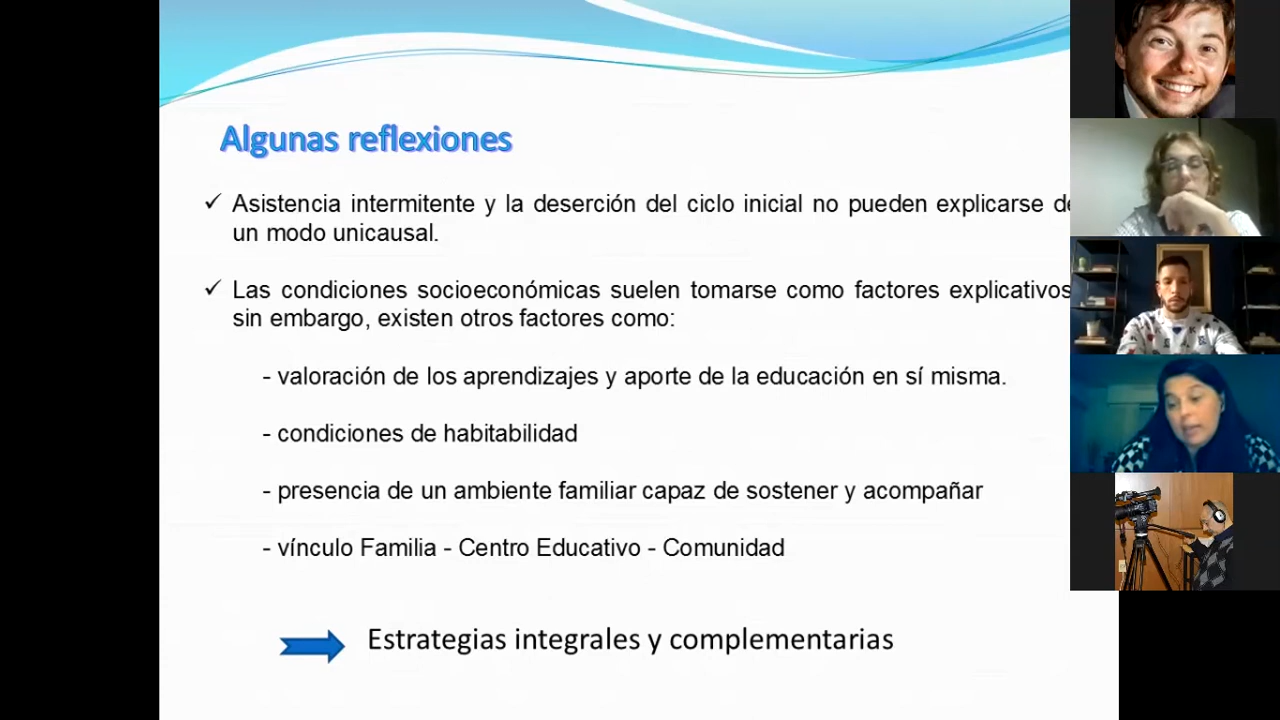 Algunas reflexiones
✓ Asistencia intermitente y la deserción del ciclo inicial no pueden explicarse de
un modo unicausal.
✓ Las condiciones socioeconómicas suelen tomarse como factores explicativos
sin embargo, existen otros factores como:
- valoración de los aprendizajes y aporte de la educación en sí misma.
- condiciones de habitabilidad
- presencia de un ambiente familiar capaz de sostener y acompañar
- vínculo Familia - Centro Educativo - Comunidad
Estrategias integrales y complementarias